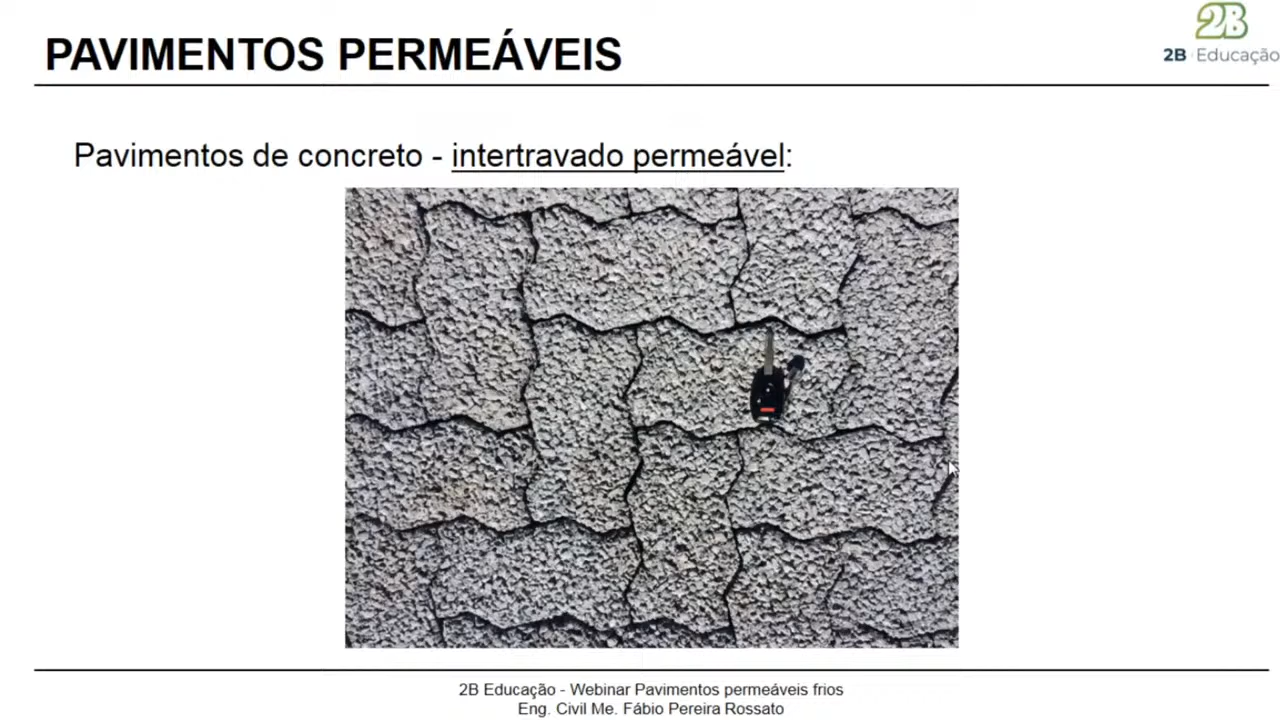 2B
2B Educação
PAVIMENTOS PERMEÁVEIS
Pavimentos de concreto - intertravado permeável:
2B Educação - Webinar Pavimentos permeáveis frios
Eng. Civil Me. Fábio Pereira Rossato